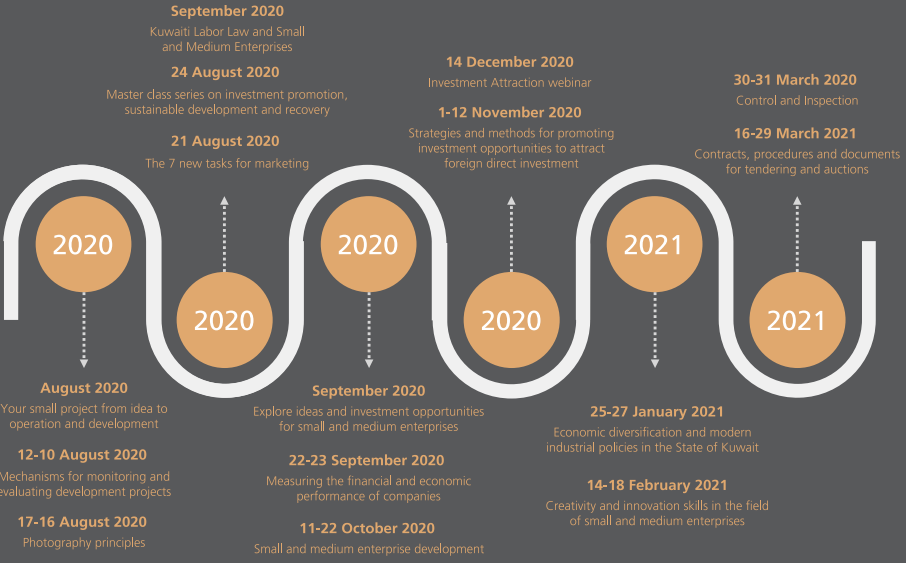 September 2020
Kuwaiti Labor Law and Small
and Medium Enterprises
24 August 2020
Master class series on investment promotion,
sustainable development and recovery
21 August 2020
The 7 new tasks for marketing
14 December 2020
Investment Attraction webinar
1-12 November 2020
Strategies and methods for promoting
investment opportunities to attract
foreign direct investment
30-31 March 2020
Control and Inspection
16-29 March 2021
Contracts, procedures and documents
for tendering and auctions
2020
2020
2020
2020
2021
2021
August 2020
Your small project from idea to
operation and development
12-10 August 2020
Mechanisms for monitoring and
evaluating development projects
17-16 August 2020
Photography principles
September 2020
Explore ideas and investment opportunities
for small and medium enterprises
22-23 September 2020
Measuring the financial and economic
performance of companies
11-22 October 2020
Small and medium enterprise development
25-27 January 2021
Economic diversification and modern
industrial policies in the State of Kuwait
14-18 February 2021
Creativity and innovation skills in the field
of small and medium enterprises